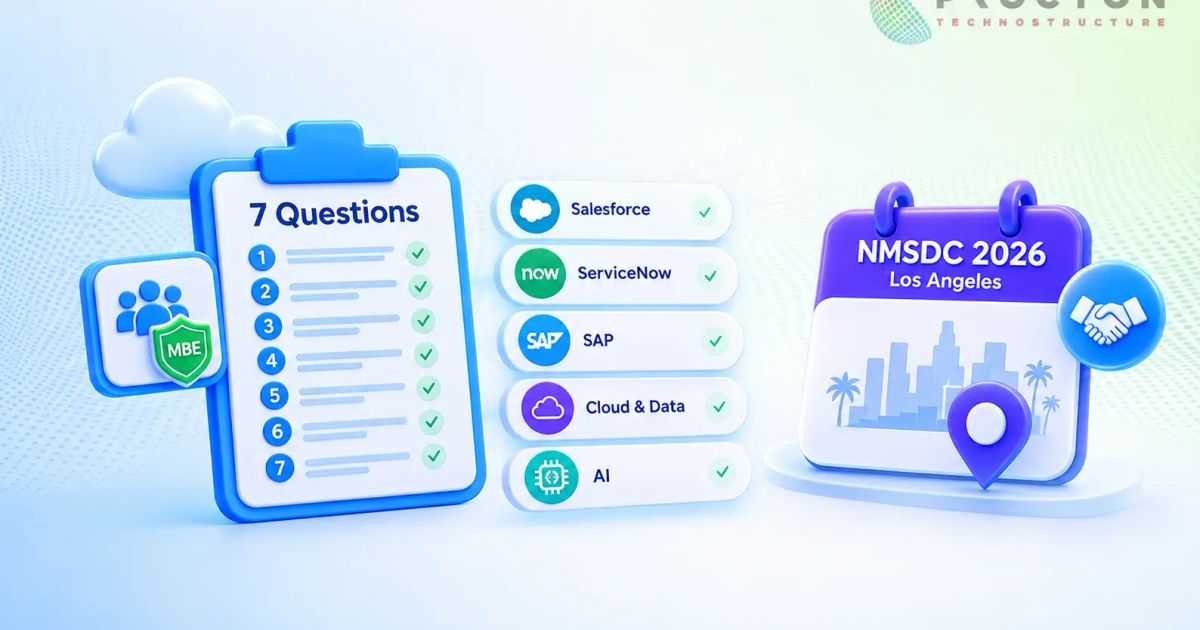 TECHNOSTRUCTURE
7 Questions
1
2
3
4
5
6
7
MBE
Salesforce
now
ServiceNow
SAP
SAP
Cloud & Data
AI
NMSDC 2026
Los Angeles